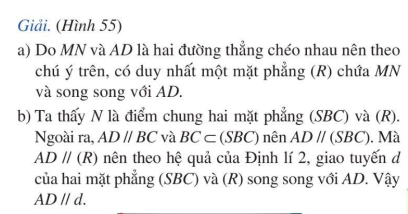 Giải. (Hình 55)
a) Do MN và AD là hai đường thẳng chéo nhau nên theo
chú ý trên, có duy nhất một mặt phẳng (R) chứa MN
và song song với AD.
b) Ta thấy N là điểm chung hai mặt phẳng (SBC) và (R).
Ngoài ra, AD // BC và BC ⊂ (SBC) nên AD // (SBC). Mà
AD // (R) nên theo hệ quả của Định lí 2, giao tuyến d
của hai mặt phẳng (SBC) và (R) song song với AD. Vậy
AD // d.